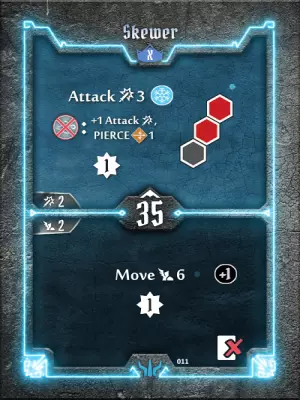 Skewer
X
Attack 3
: +1 Attack,
PIERCE 1
1
2
35
2
Move 6 +1
1
011